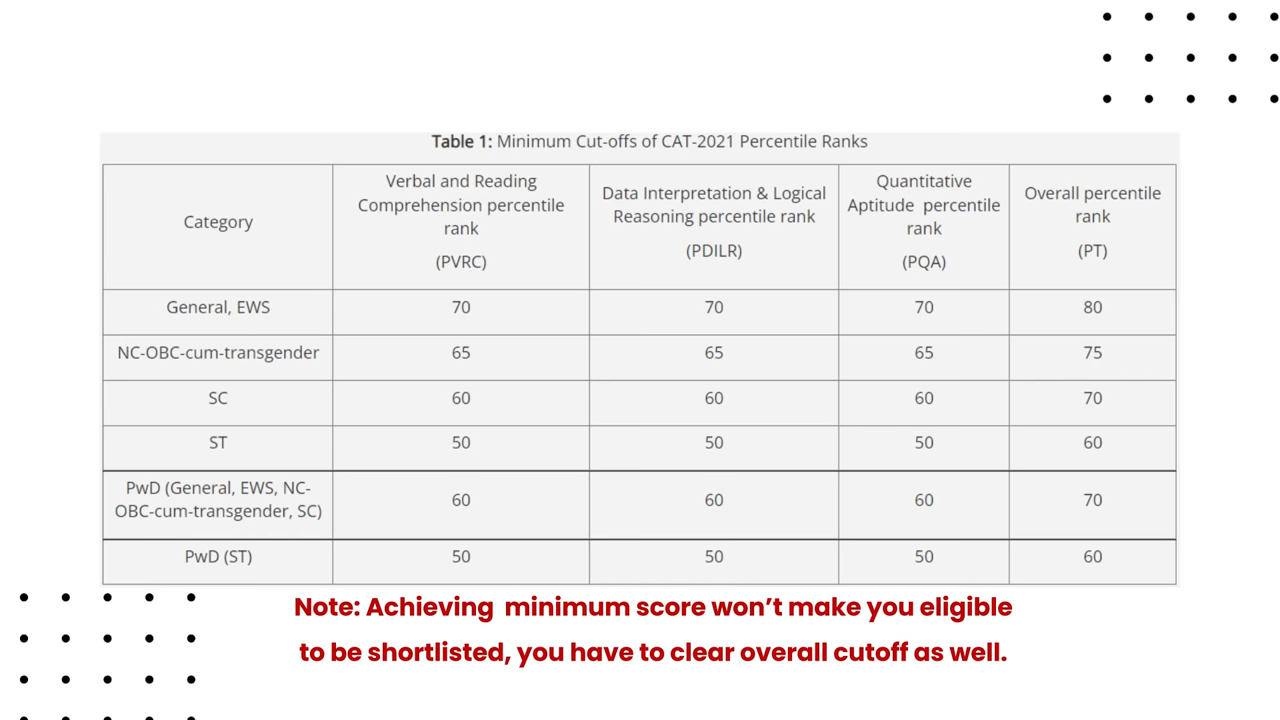 Table 1: Minimum Cut-offs of CAT-2021 Percentile Ranks
Category
Verbal and Reading
Comprehension percentile
rank
(PVRC)
Data Interpretation & Logical
Reasoning percentile rank
(PDILR)
Quantitative
Aptitude percentile
rank
(PQA)
Overall percentile
rank
(PT)
General, EWS 70 70 70 80
NC-OBC-cum-transgender 65 65 65 75
SC 60 60 60 70
ST 50 50 50 60
PwD (General, EWS, NC-
OBC-cum-transgender, SC) 60 60 60 70
PwD (ST) 50 50 50 60
Note: Achieving minimum score won’t make you eligible
to be shortlisted, you have to clear overall cutoff as well.